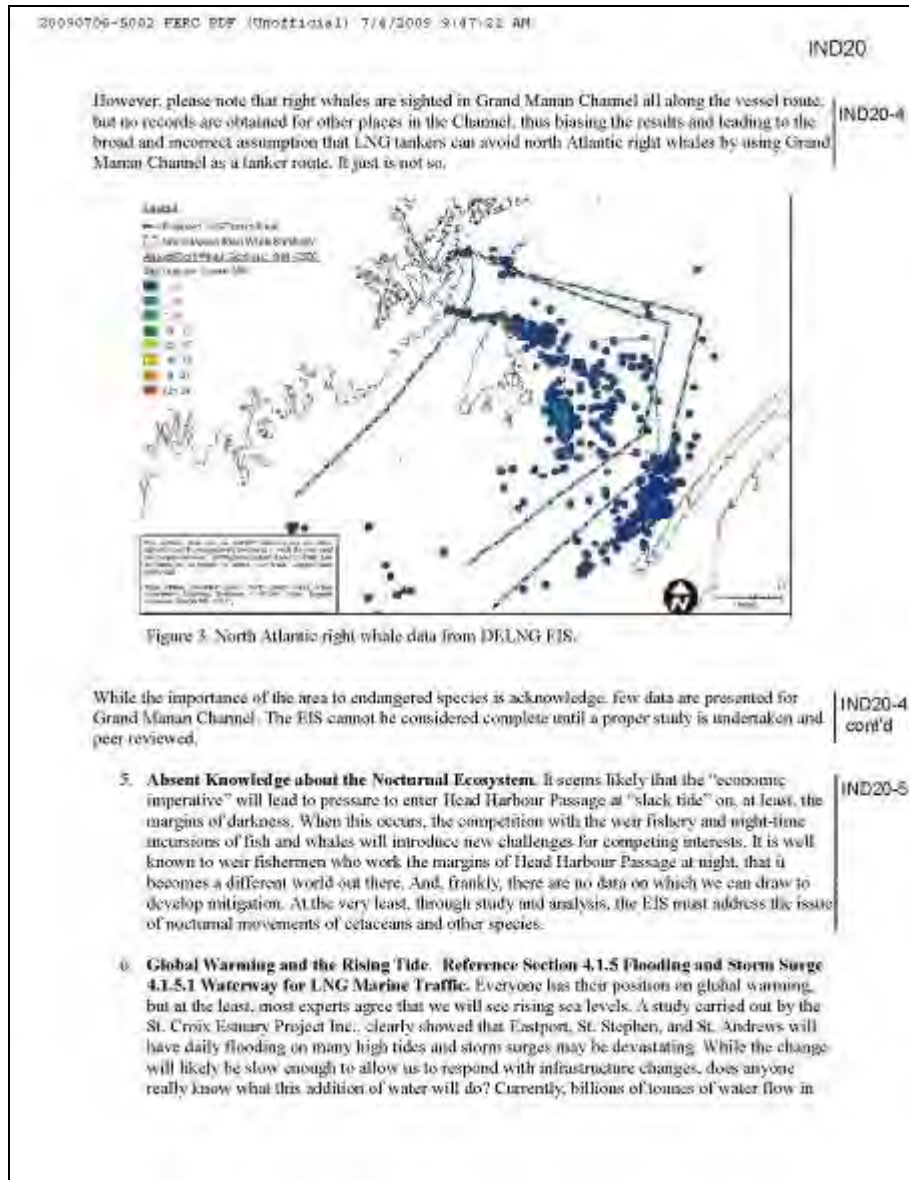 20090706-5002 FERC PDF (Unofficial) 7/4/2009 9:47:22 AM
IND20
However, please note that right whales are sighted in Grand Manan Channel all along the vessel route,
but no records are obtained for other places in the Channel, thus biasing the results and leading to the
broad and incorrect assumption that LNG tankers can avoid north Atlantic right whales by using Grand
Manan Channel as a tanker route. It just is not so.
IND20-4
Legend
N
Figure 3. North Atlantic right whale data from DELNG EIS.
While the importance of the area to endangered species is acknowledge, few data are presented for
Grand Manan Channel. The EIS cannot be considered complete until a proper study is undertaken and
peer reviewed.
IND20-4
cont'd
5. Absent Knowledge about the Nocturnal Ecosystem. It seems likely that the "economic
imperative" will lead to pressure to enter Head Harbour Passage at "slack tide" on, at least, the
margins of darkness. When this occurs, the competition with the weir fishery and night-time
incursions of fish and whales will introduce new challenges for competing interests. It is well
known to weir fishermen who work the margins of Head Harbour Passage at night, that it
becomes a different world out there. And, frankly, there are no data on which we can draw to
develop mitigation. At the very least, through study and analysis, the EIS must address the issue
of nocturnal movements of cetaceans and other species.
IND20-5
6. Global Warming and the Rising Tide. Reference Section 4.1.5 Flooding and Storm Surge
4.1.5.1 Waterway for LNG Marine Traffic. Everyone has their position on global warming,
but at the least, most experts agree that we will see rising sea levels. A study carried out by the
St. Croix Estuary Project Inc., clearly showed that Eastport, St. Stephen, and St. Andrews will
have daily flooding on many high tides and storm surges may be devastating. While the change
will likely be slow enough to allow us to respond with infrastructure changes, does anyone
really know what this addition of water will do? Currently, billions of tonnes of water flow in